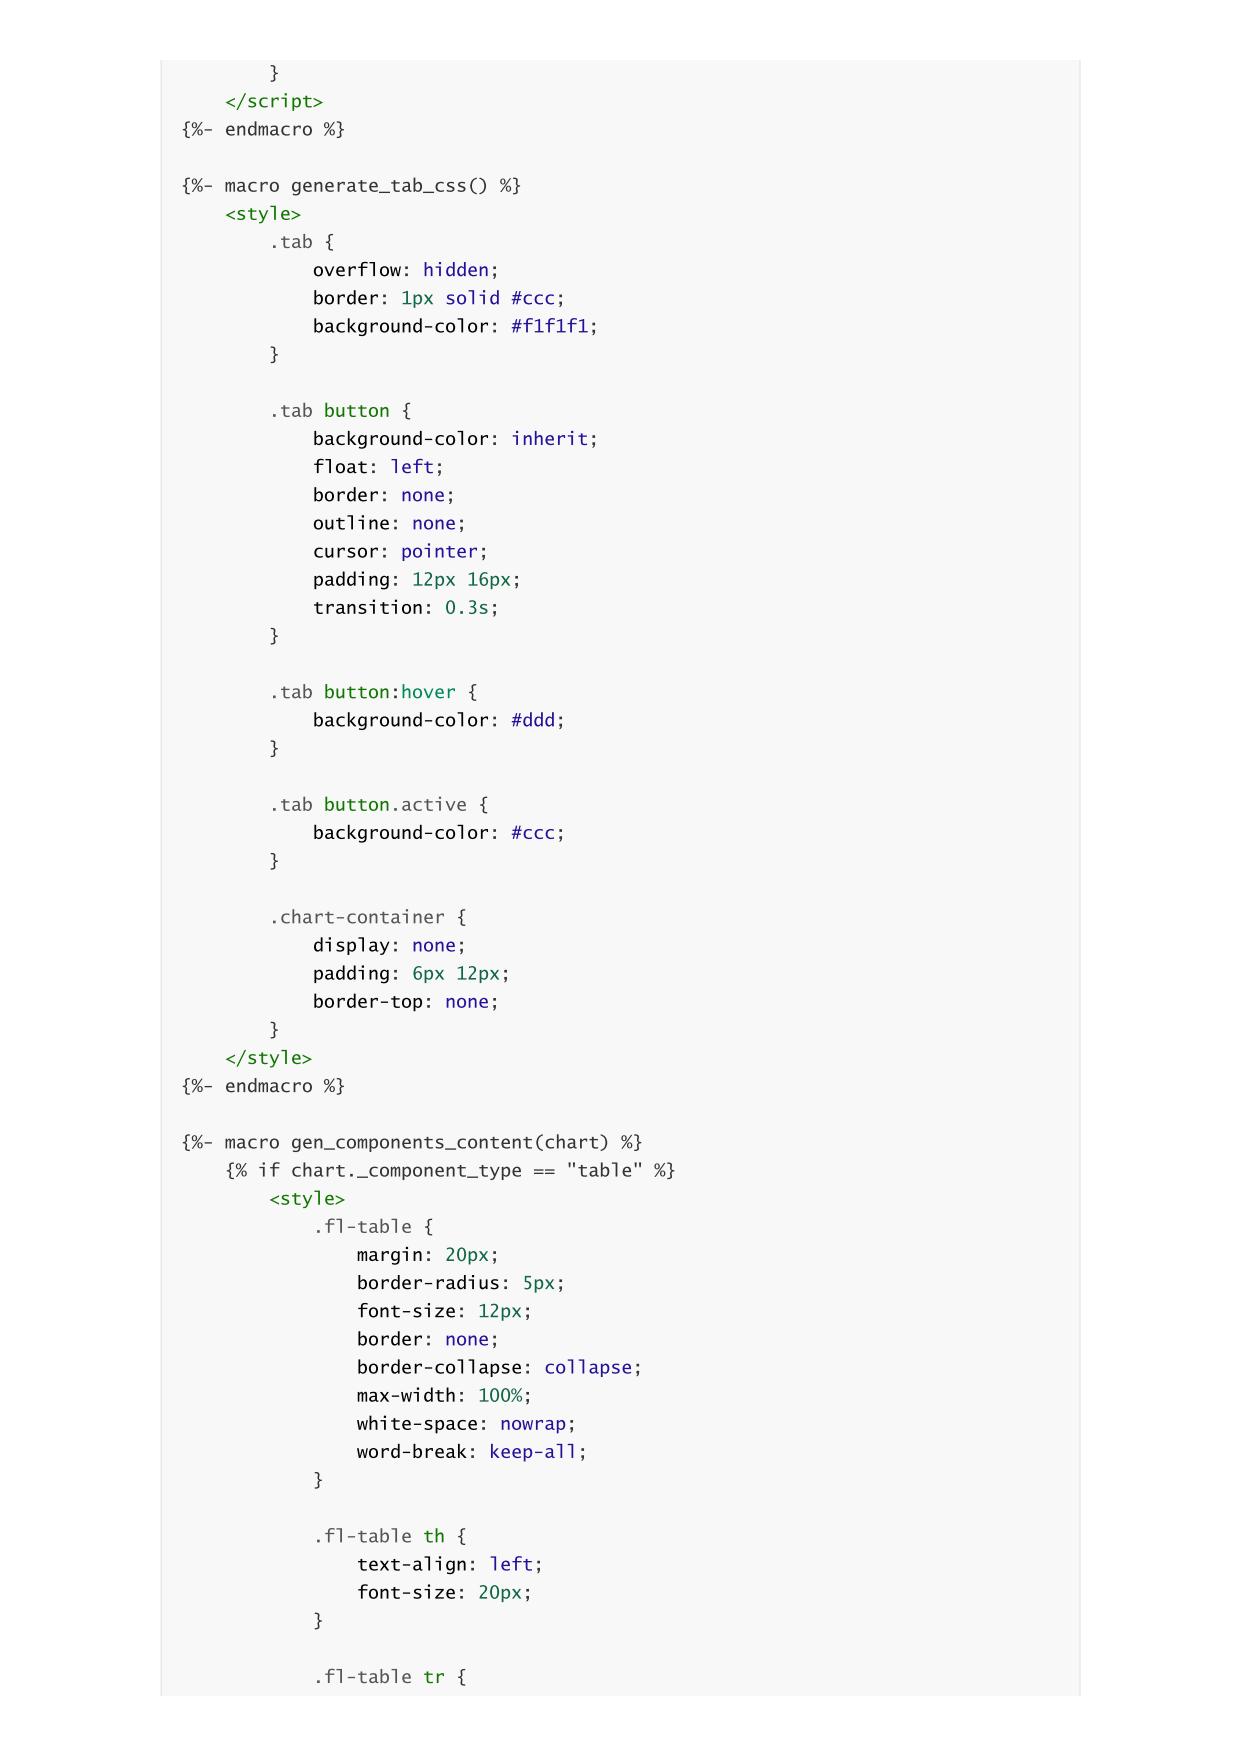 }
    </script>
{%- endmacro %}

{%- macro generate_tab_css() %}
    <style>
        .tab {
            overflow: hidden;
            border: 1px solid #ccc;
            background-color: #f1f1f1;
        }

        .tab button {
            background-color: inherit;
            float: left;
            border: none;
            outline: none;
            cursor: pointer;
            padding: 12px 16px;
            transition: 0.3s;
        }

        .tab button:hover {
            background-color: #ddd;
        }

        .tab button.active {
            background-color: #ccc;
        }

        .chart-container {
            display: none;
            padding: 6px 12px;
            border-top: none;
        }
    </style>
{%- endmacro %}

{%- macro gen_components_content(chart) %}
    {% if chart._component_type == "table" %}
        <style>
            .fl-table {
                margin: 20px;
                border-radius: 5px;
                font-size: 12px;
                border: none;
                border-collapse: collapse;
                max-width: 100%;
                white-space: nowrap;
                word-break: keep-all;
            }

            .fl-table th {
                text-align: left;
                font-size: 20px;
            }

            .fl-table tr {